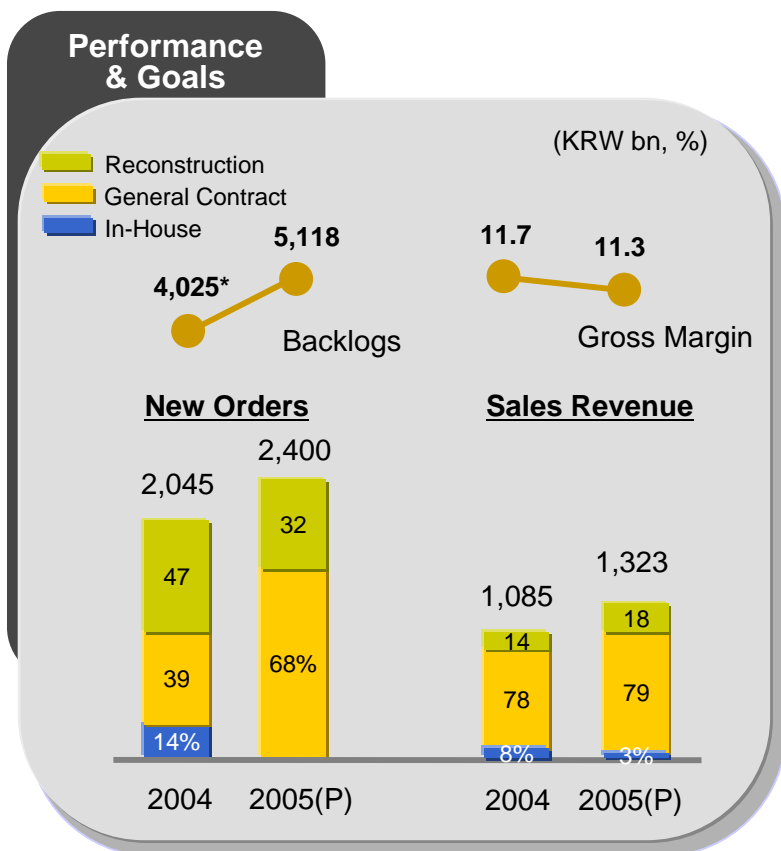 Performance
& Goals
(KRW bn, %)
Reconstruction
General Contract
In-House
5,118
4,025*
Backlogs
11.7
11.3
Gross Margin
New Orders
Sales Revenue
2,045
2,400
47
39
14%
32
68%
1,085
1,323
14
78
8%
18
79
3%
2004
2005(P)
2004
2005(P)